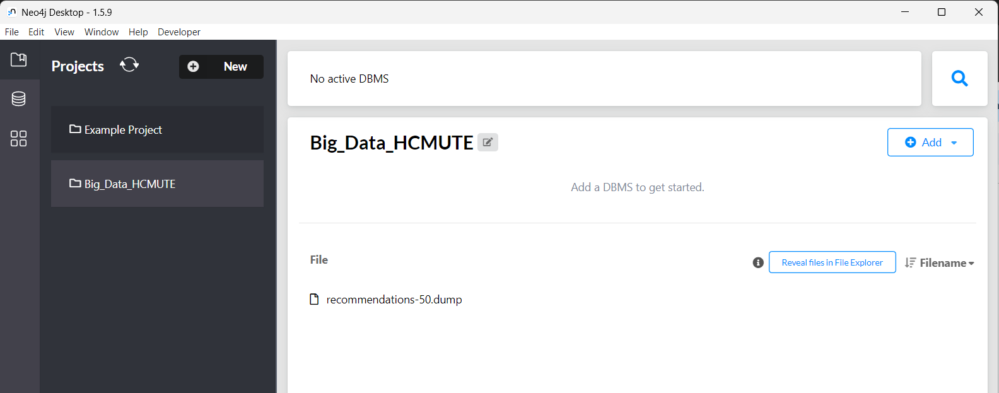 Neo4j Desktop - 1.5.9
File Edit View Window Help Developer
Projects
New
Example Project
Big_Data_HCMUTE
No active DBMS
Big_Data_HCMUTE
Add
Add a DBMS to get started.
File
Reveal files in File Explorer
Filename
recommendations-50.dump